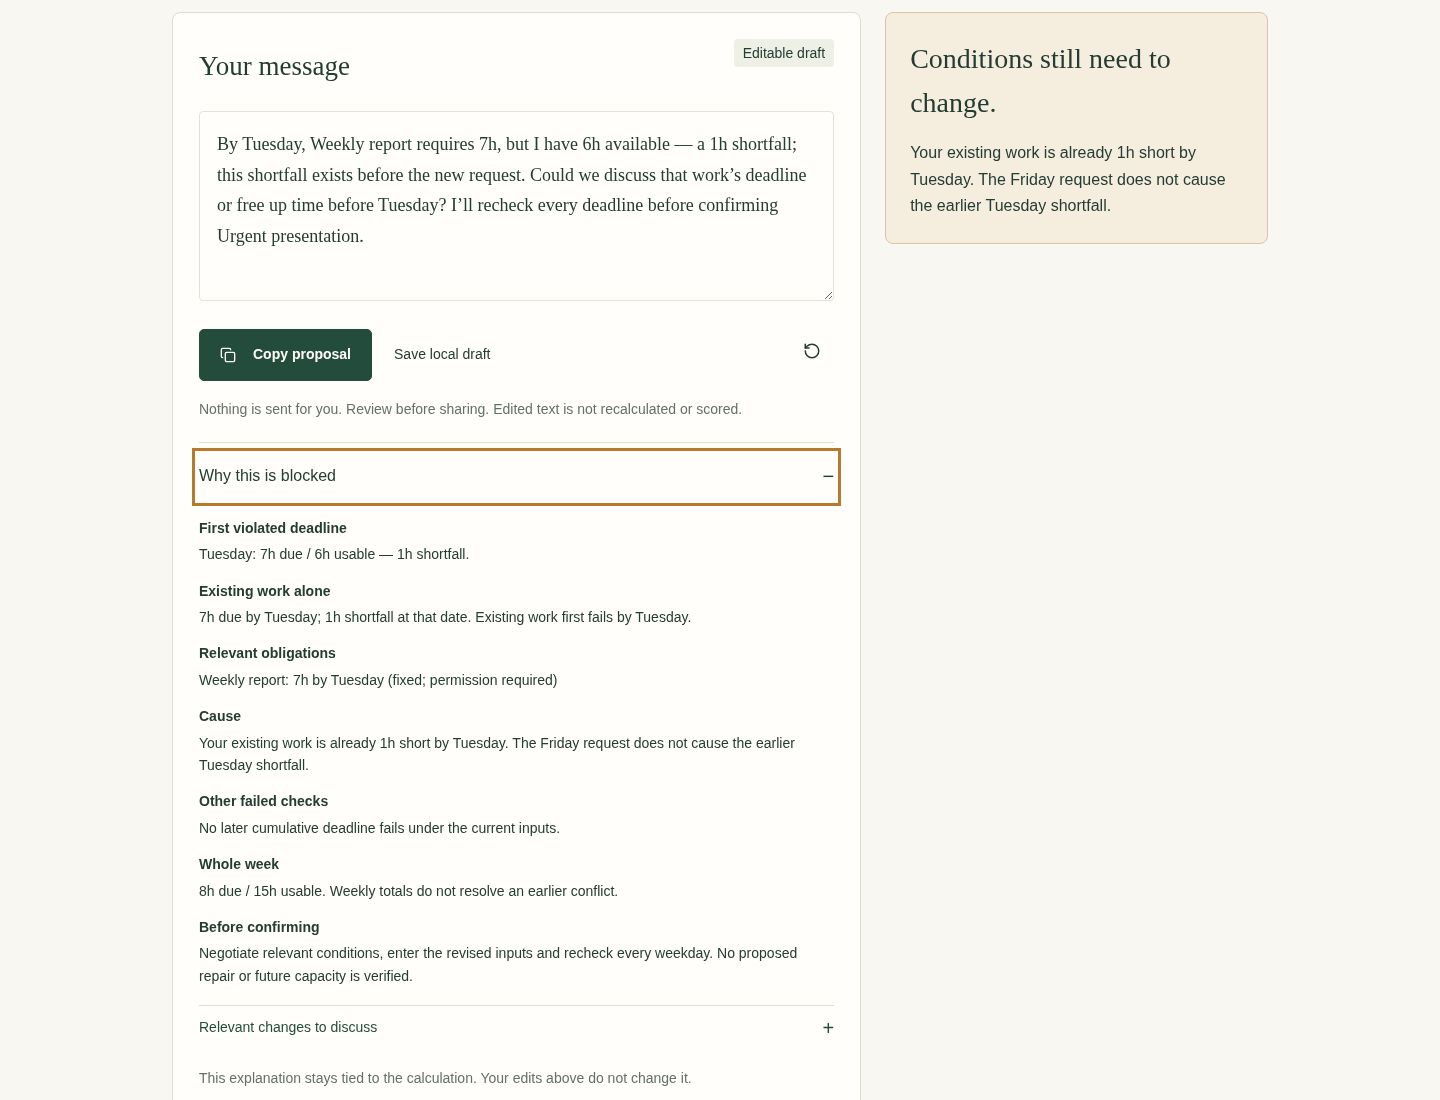 Your message
Editable draft
By Tuesday, Weekly report requires 7h, but I have 6h available — a 1h shortfall;
this shortfall exists before the new request. Could we discuss that work’s deadline
or free up time before Tuesday? I’ll recheck every deadline before confirming
Urgent presentation.
Copy proposal
Save local draft
Nothing is sent for you. Review before sharing. Edited text is not recalculated or scored.
Why this is blocked
First violated deadline
Tuesday: 7h due / 6h usable — 1h shortfall.
Existing work alone
7h due by Tuesday; 1h shortfall at that date. Existing work first fails by Tuesday.
Relevant obligations
Weekly report: 7h by Tuesday (fixed; permission required)
Cause
Your existing work is already 1h short by Tuesday. The Friday request does not cause the earlier
Tuesday shortfall.
Other failed checks
No later cumulative deadline fails under the current inputs.
Whole week
8h due / 15h usable. Weekly totals do not resolve an earlier conflict.
Before confirming
Negotiate relevant conditions, enter the revised inputs and recheck every weekday. No proposed
repair or future capacity is verified.
Relevant changes to discuss
This explanation stays tied to the calculation. Your edits above do not change it.
Conditions still need to
change.
Your existing work is already 1h short by
Tuesday. The Friday request does not cause
the earlier Tuesday shortfall.